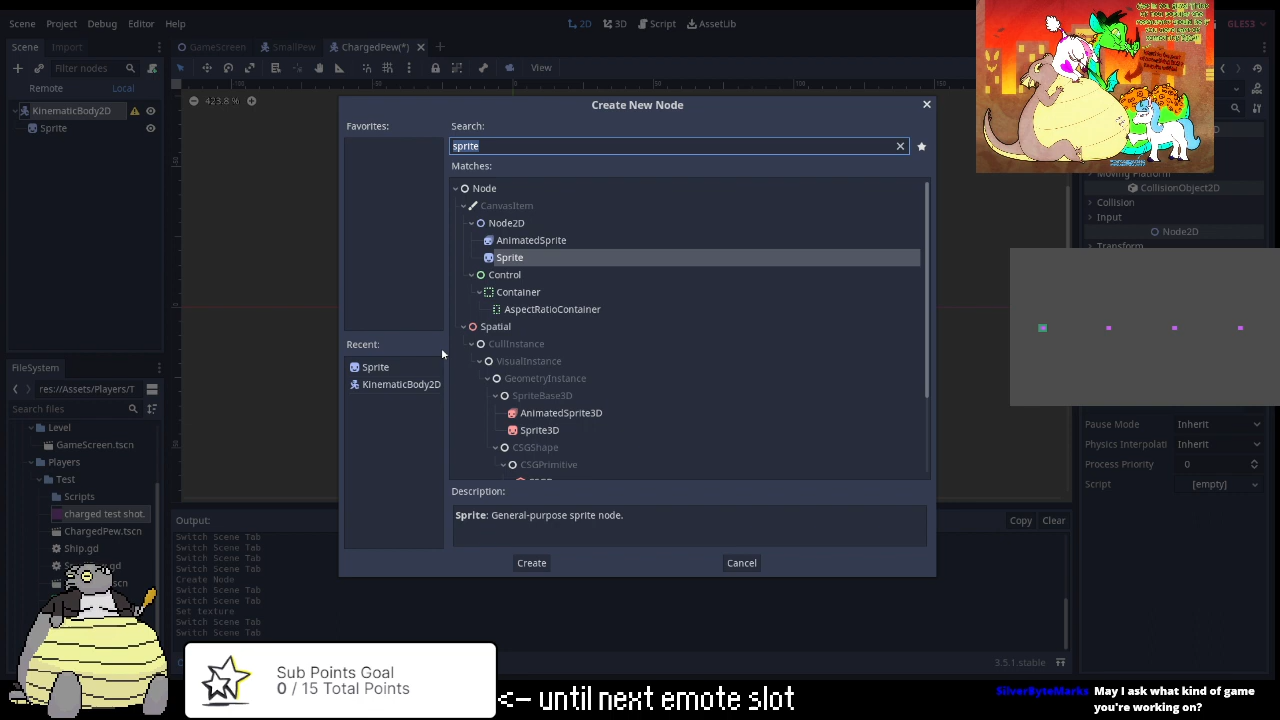 Scene Project Debug Editor Help
2D 3D Script AssetLib
GLES3
Scene Import
GameScreen SmallPew ChargedPew(*)
Filter nodes
View
Remote Local
KinematicBody2D
Sprite
423.8 %
Create New Node
Favorites:
Search:
sprite
Matches:
Node
CanvasItem
Node2D
AnimatedSprite
Sprite
Control
Container
AspectRatioContainer
Spatial
CullInstance
VisualInstance
GeometryInstance
SpriteBase3D
AnimatedSprite3D
Sprite3D
CSGShape
CSGPrimitive
Recent:
Sprite
KinematicBody2D
Description:
Sprite: General-purpose sprite node.
Create
Cancel
CollisionObject2D
Collision
Input
Node2D
Transform
Pause Mode Inherit
Physics Interpolati Inherit
Process Priority 0
Script [empty]
FileSystem
res://Assets/Players/T
Search files
Level
GameScreen.tscn
Players
Test
Scripts
charged test shot.
ChargedPew.tscn
Ship.gd
Output:
Copy Clear
Switch Scene Tab
Switch Scene Tab
Switch Scene Tab
Switch Scene Tab
Create Node
Switch Scene Tab
Switch Scene Tab
Set texture
Switch Scene Tab
Switch Scene Tab
3.5.1.stable
Sub Points Goal
0 / 15 Total Points
<– until next emote slot
SilverByteMarks May I ask what kind of game
you're working on?